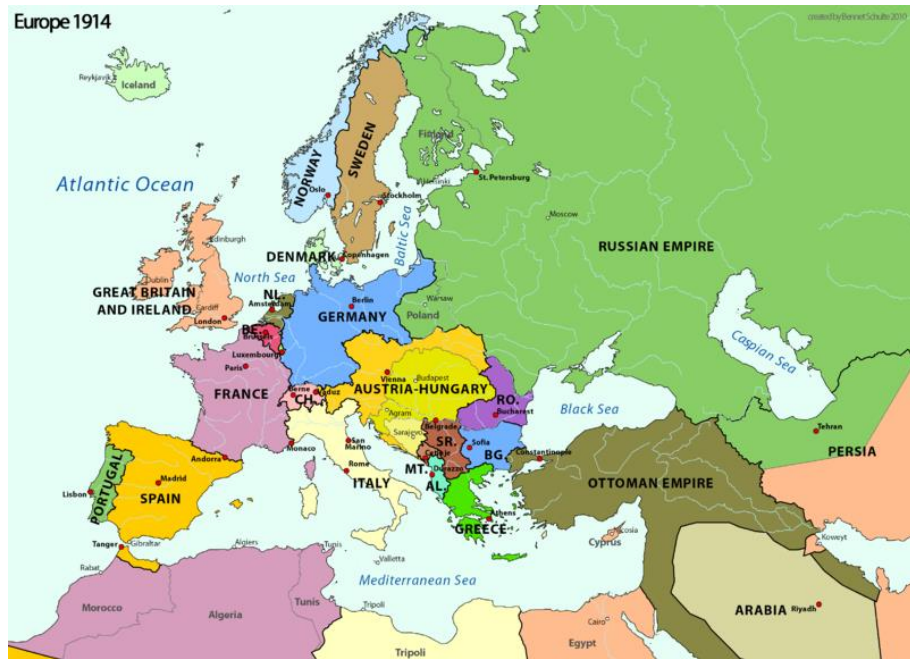 Europe 1914
created by Bennet Schulte 2010
Reykjavik
Iceland
Atlantic Ocean
NORWAY
SWEDEN
Finland
Oslo
Stockholm
Helsinki
St. Petersburg
Moscow
RUSSIAN EMPIRE
Baltic Sea
Edinburgh
North Sea
DENMARK
Copenhagen
Dublin
GREAT BRITAIN
AND IRELAND
Cardiff
London
NL.
Amsterdam
Berlin
GERMANY
Warsaw
Poland
BE.
Brussels
Luxembourg
Paris
FRANCE
Berne
CH.
Vaduz
Vienna
Budapest
AUSTRIA-HUNGARY
Agram
Sarajevo
Belgrade
RO.
Bucharest
SR.
Sofia
BG.
Cetinje
MT.
Durazzo
AL.
Constantinople
Black Sea
Caspian Sea
Tehran
PERSIA
OTTOMAN EMPIRE
Monaco
San
Marino
Rome
ITALY
Andorra
PORTUGAL
Madrid
Lisbon
SPAIN
Athens
GREECE
Nicosia
Cyprus
Koweyt
Tanger
Gibraltar
Algiers
Tunis
Valletta
Rabat
Mediterranean Sea
Morocco
Algeria
Tunis
Tripoli
Tripoli
Cairo
Egypt
ARABIA
Riyadh